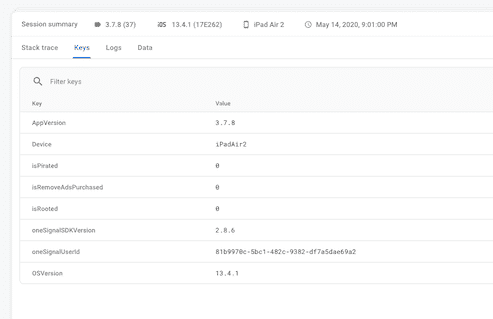 Session summary 3.7.8 (37) iOS 13.4.1 (17E262) iPad Air 2 May 14, 2020, 9:01:00 PM
Stack trace Keys Logs Data
Filter keys
Key Value
AppVersion 3.7.8
Device iPadAir2
isPirated 0
isRemoveAdsPurchased 0
isRooted 0
oneSignalSDKVersion 2.8.6
oneSignalUserId 81b9970c-5bc1-482c-9382-df7a5dae69a2
OSVersion 13.4.1